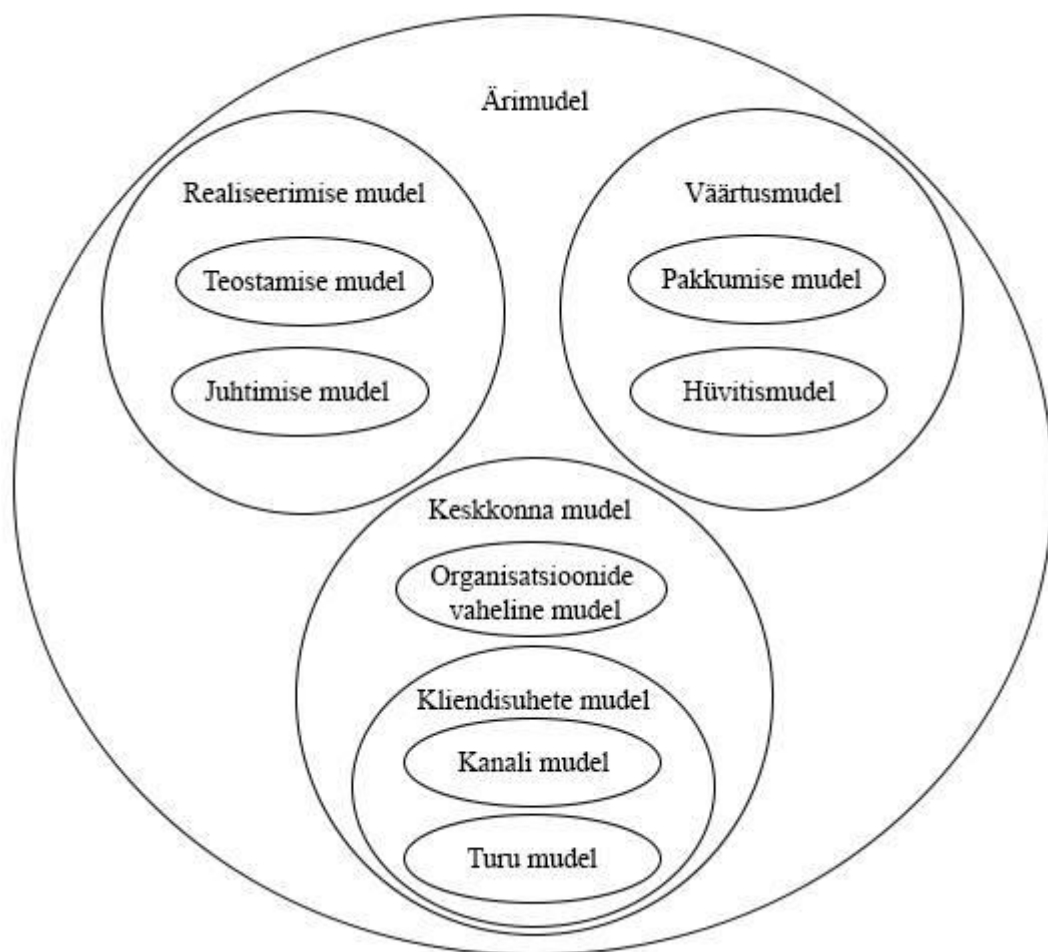 Ärimudel
Realiseerimise mudel
Teostamise mudel
Juhtimise mudel
Väärtusmudel
Pakkumise mudel
Hüvitismudel
Keskkonna mudel
Organisatsioonide
vaheline mudel
Kliendisuhete mudel
Kanali mudel
Turu mudel